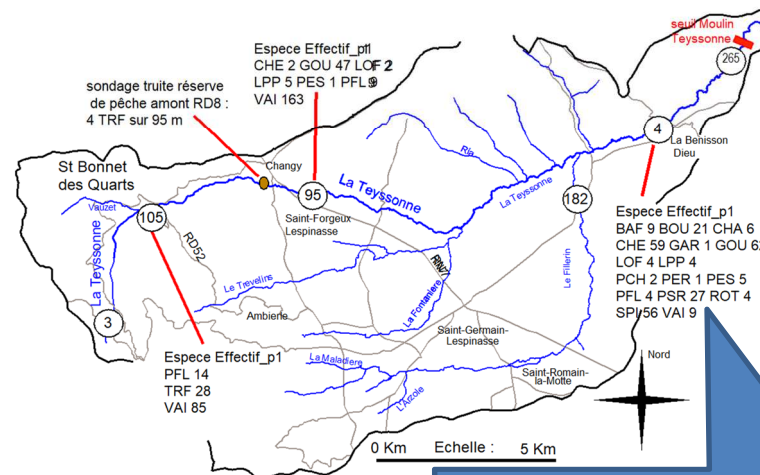 seuil Moulin
Teyssonne
265
Espece Effectif_p1
CHE 2 GOU 47 LOF 2
LPP 5 PES 1 PFL 9
VAI 163
sondage truite réserve
de pêche amont RD8 :
4 TRF sur 95 m
4
La Benisson
Dieu
Ria
St Bonnet
des Quarts
Changy
La Teyssonne
La Teyssonne
95
182
Vauzet
105
Saint-Forgeux
Lespinasse
RD52
La Teyssonne
RN7
Le Trevelins
La Fontaniere
Le Fillerin
Ambierle
3
Espece Effectif_p1
BAF 9 BOU 21 CHA 6
CHE 59 GAR 1 GOU 62
LOF 4 LPP 4
PCH 2 PER 1 PES 5
PFL 4 PSR 27 ROT 4
SPI 56 VAI 9
Saint-Germain-
Lespinasse
Espece Effectif_p1
PFL 14
TRF 28
VAI 85
La Maladiere
L'Arzole
Saint-Romain-
la-Motte
Nord
0 Km Echelle : 5 Km